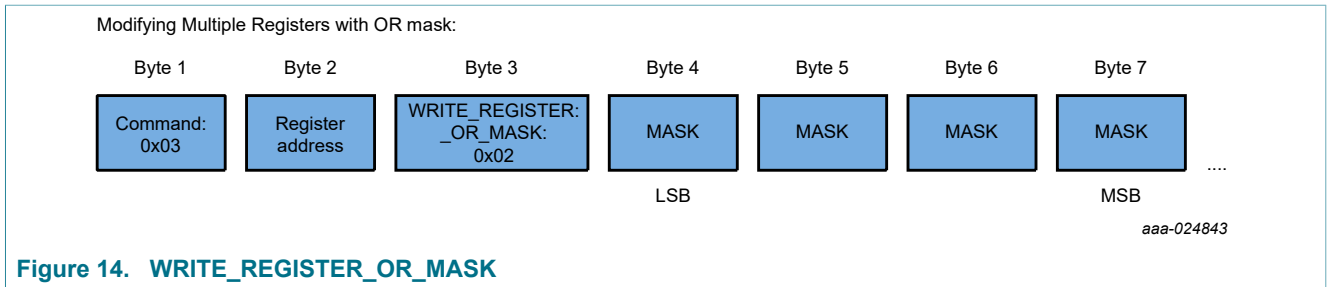 Modifying Multiple Registers with OR mask:
Byte 1 Byte 2 Byte 3 Byte 4 Byte 5 Byte 6 Byte 7
Command:
0x03
Register
address
WRITE_REGISTER:
_OR_MASK:
0x02
MASK
MASK
MASK
MASK
....
LSB MSB
aaa-024843
Figure 14. WRITE_REGISTER_OR_MASK